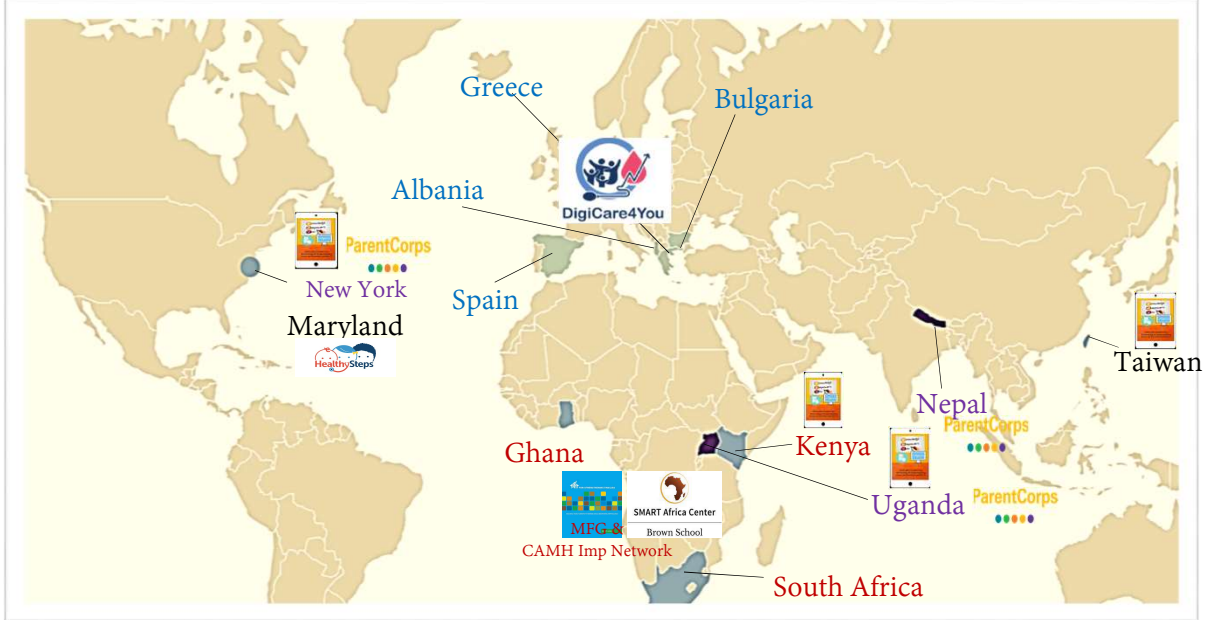 Greece
Bulgaria
DigiCare4You
Albania
ParentCorps
New York
Spain
Maryland
HealthySteps
Taiwan
Nepal
ParentCorps
Kenya
Ghana
Uganda
ParentCorps
SMART Africa Center
Brown School
MFG &
CAMH Imp Network
South Africa